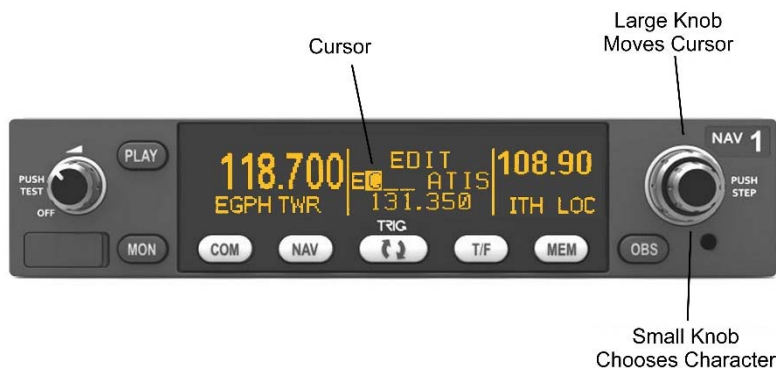 Large Knob
Moves Cursor
Cursor
NAV 1
PLAY
PUSH
TEST
OFF
118.700
EGPH TWR
EDIT
EC__ ATIS
131.350
108.90
ITH LOC
PUSH
STEP
TRIG
MON
COM
NAV
T/F
MEM
OBS
Small Knob
Chooses Character